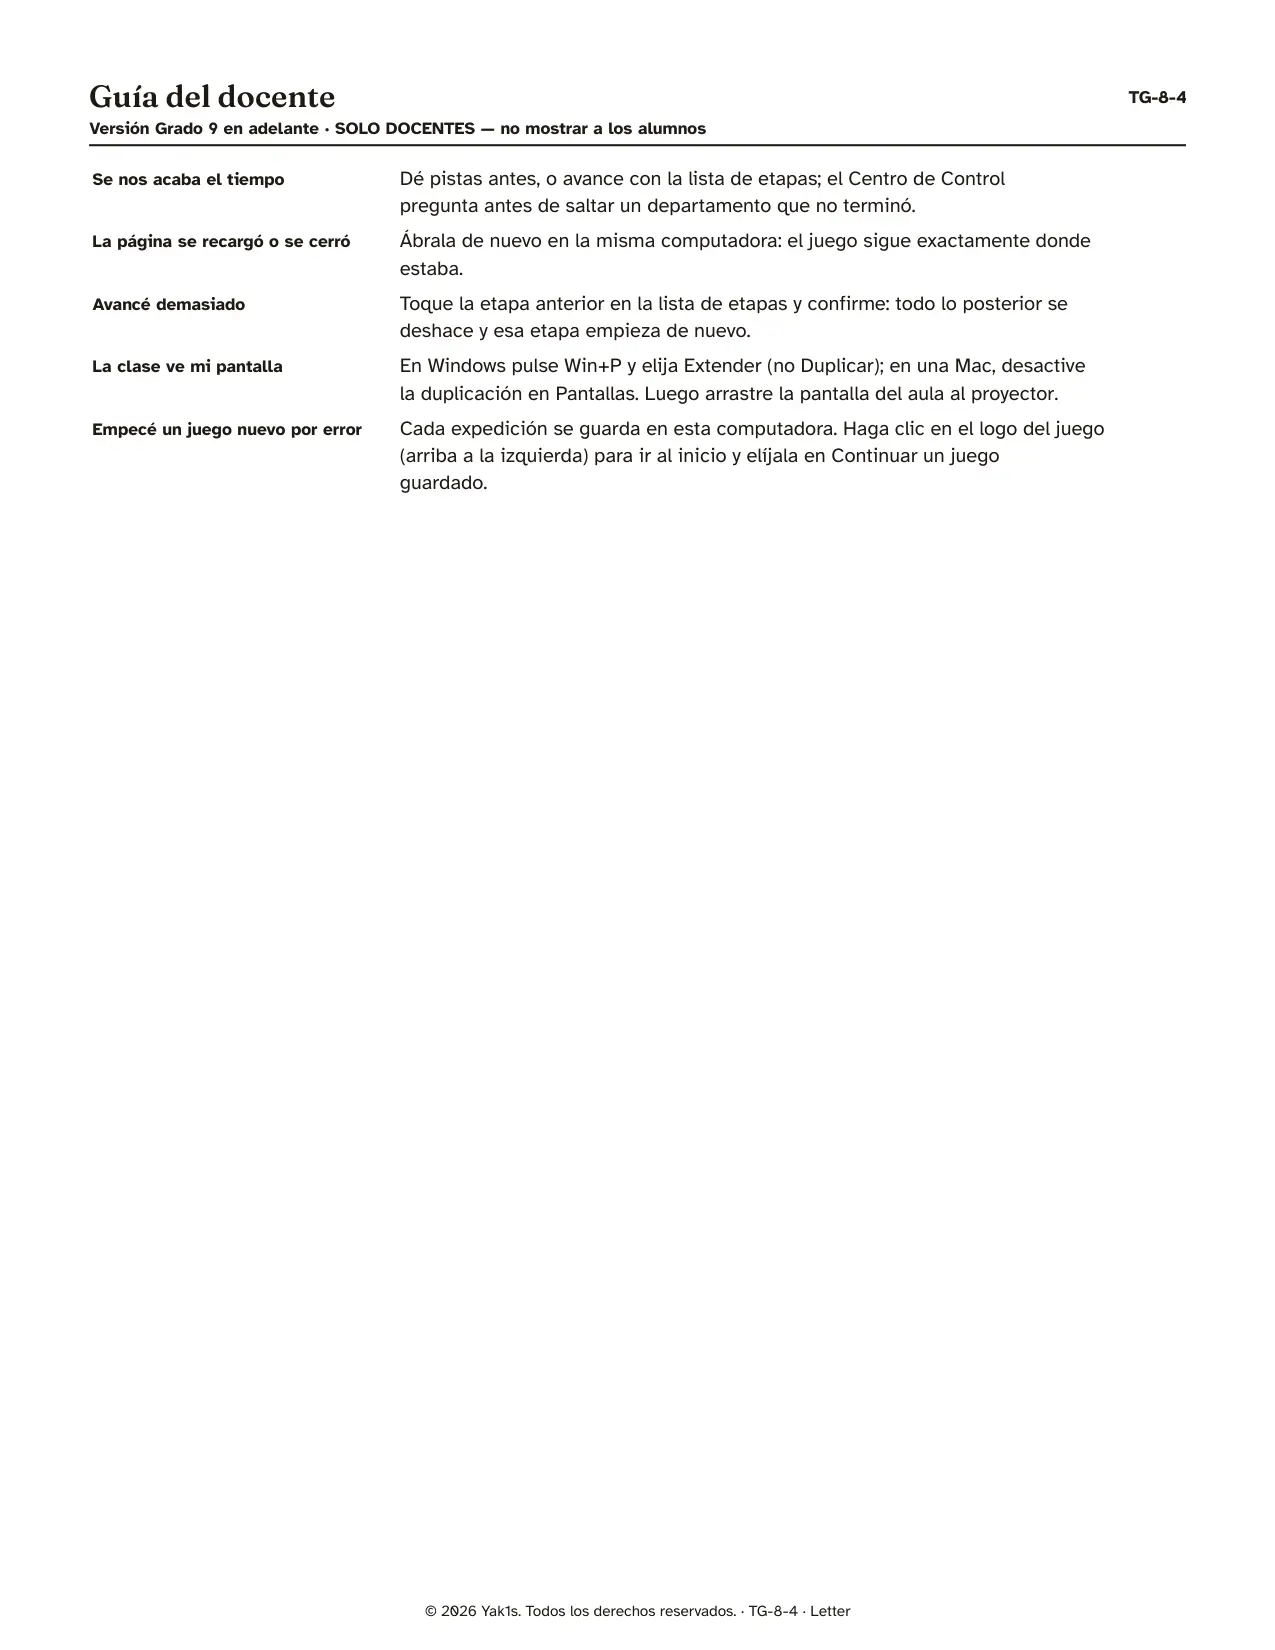 Guía del docente
TG-8-4
Versión Grado 9 en adelante · SOLO DOCENTES — no mostrar a los alumnos
Se nos acaba el tiempo
Dé pistas antes, o avance con la lista de etapas; el Centro de Control
pregunta antes de saltar un departamento que no terminó.
La página se recargó o se cerró
Ábrala de nuevo en la misma computadora: el juego sigue exactamente donde
estaba.
Avancé demasiado
Toque la etapa anterior en la lista de etapas y confirme: todo lo posterior se
deshace y esa etapa empieza de nuevo.
La clase ve mi pantalla
En Windows pulse Win+P y elija Extender (no Duplicar); en una Mac, desactive
la duplicación en Pantallas. Luego arrastre la pantalla del aula al proyector.
Empecé un juego nuevo por error
Cada expedición se guarda en esta computadora. Haga clic en el logo del juego
(arriba a la izquierda) para ir al inicio y elíjala en Continuar un juego
guardado.
© 2026 Yak1s. Todos los derechos reservados. · TG-8-4 · Letter